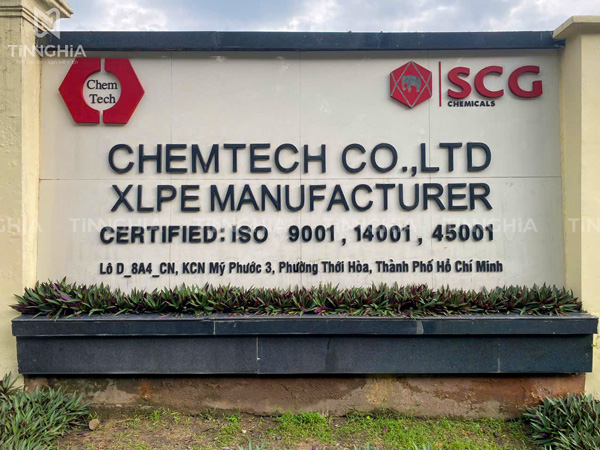 TINNGHIA
Chem
Tech
SCG
CHEMICALS
CHEMTECH CO.,LTD
XLPE MANUFACTURER
CERTIFIED: ISO 9001, 14001, 45001
Lô D_8A4_CN, KCN Mỹ Phước 3, Phường Thới Hòa, Thành Phố Hồ Chí Minh